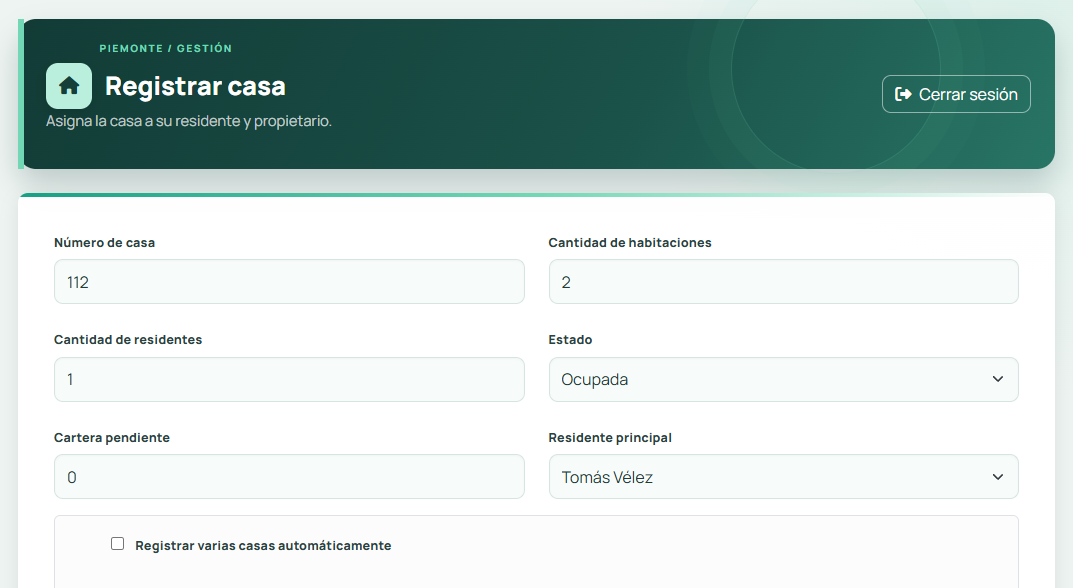 PIEMONTE / GESTIÓN
Registrar casa
Asigna la casa a su residente y propietario.
Cerrar sesión
Número de casa
Cantidad de habitaciones
112
2
Cantidad de residentes
Estado
1
Ocupada
Cartera pendiente
Residente principal
0
Tomás Vélez
Registrar varias casas automáticamente